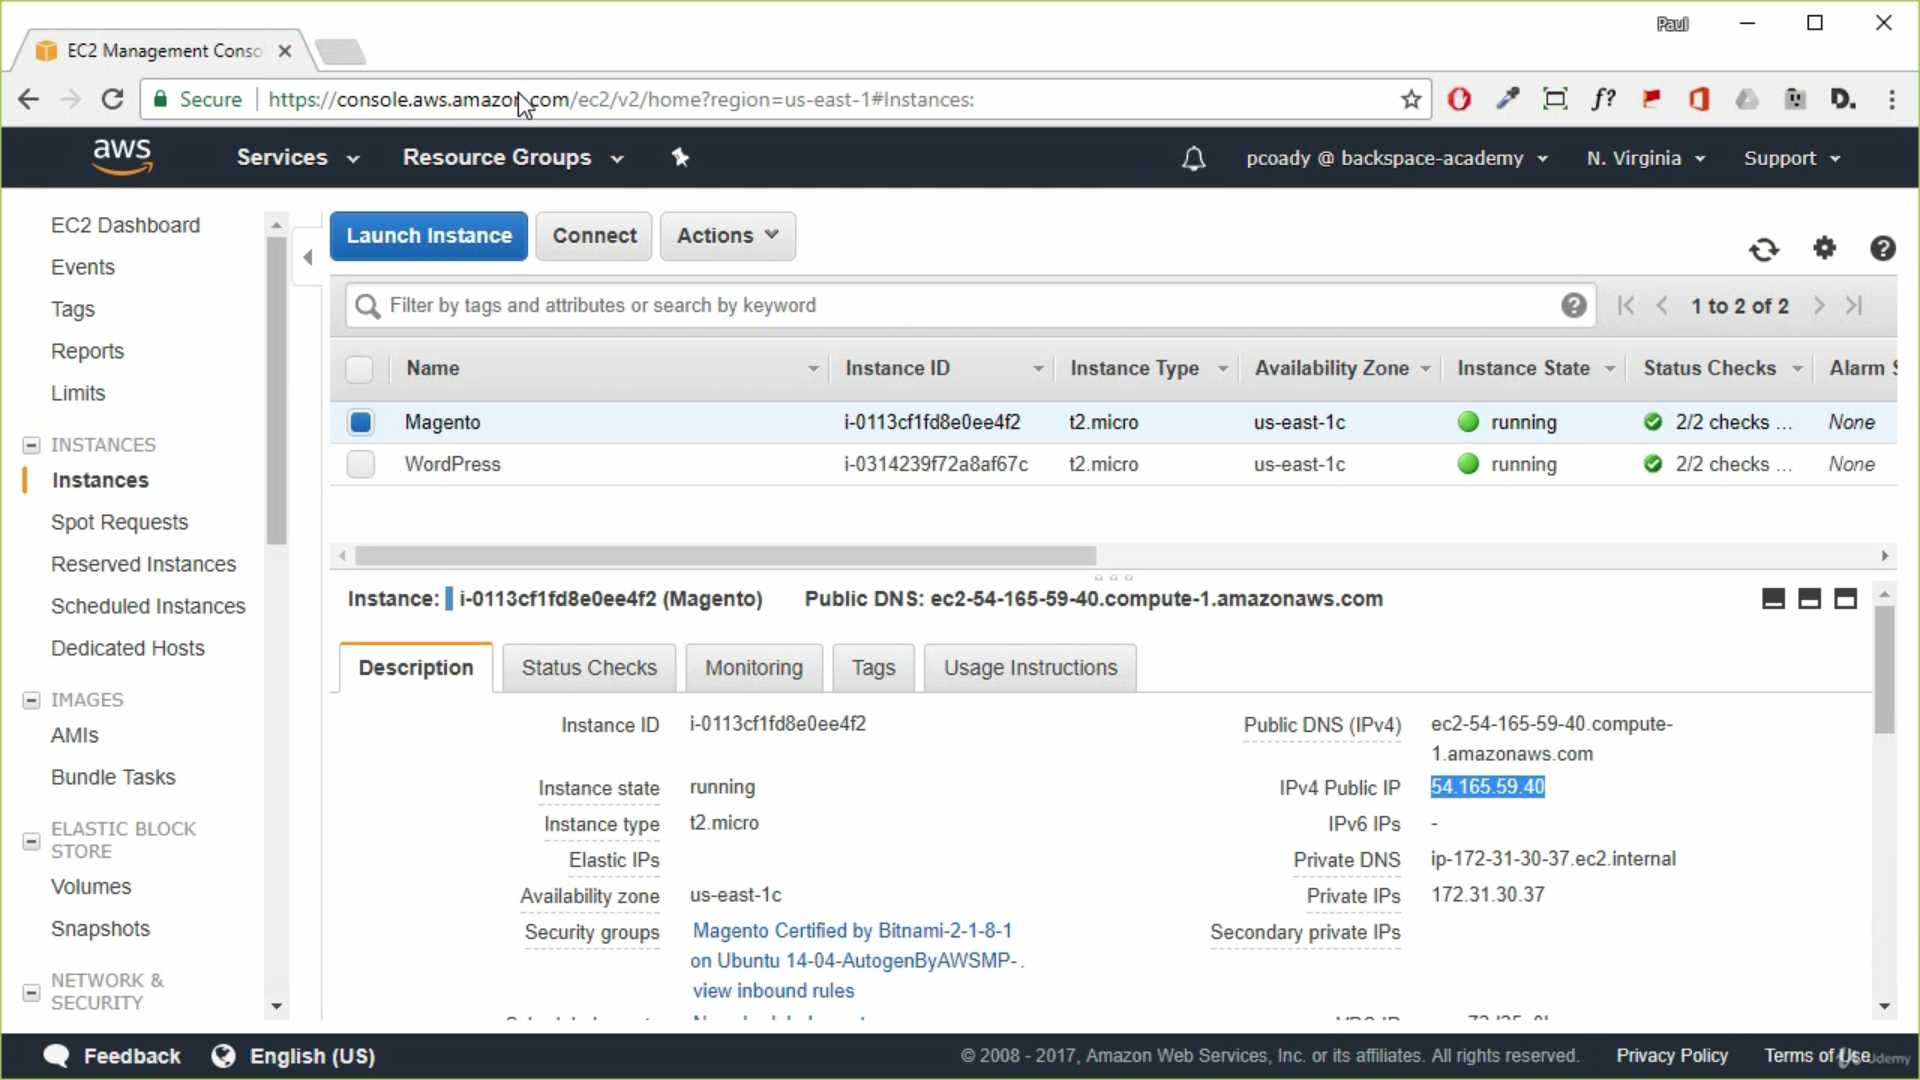 Paul
EC2 Management Conso
Secure https://console.aws.amazon.com/ec2/v2/home?region=us-east-1#Instances:
aws Services Resource Groups pcoady @ backspace-academy N. Virginia Support
EC2 Dashboard
Events
Tags
Reports
Limits
INSTANCES
Instances
Spot Requests
Reserved Instances
Scheduled Instances
Dedicated Hosts
IMAGES
AMIs
Bundle Tasks
ELASTIC BLOCK
STORE
Volumes
Snapshots
NETWORK &
SECURITY
Launch Instance Connect Actions
Filter by tags and attributes or search by keyword 1 to 2 of 2
Name Instance ID Instance Type Availability Zone Instance State Status Checks Alarm S
Magento i-0113cf1fd8e0ee4f2 t2.micro us-east-1c running 2/2 checks ... None
WordPress i-0314239f72a8af67c t2.micro us-east-1c running 2/2 checks ... None
Instance: i-0113cf1fd8e0ee4f2 (Magento) Public DNS: ec2-54-165-59-40.compute-1.amazonaws.com
Description Status Checks Monitoring Tags Usage Instructions
Instance ID i-0113cf1fd8e0ee4f2
Instance state running
Instance type t2.micro
Elastic IPs
Availability zone us-east-1c
Security groups Magento Certified by Bitnami-2-1-8-1
on Ubuntu 14-04-AutogenByAWSMP-.
view inbound rules
Public DNS (IPv4) ec2-54-165-59-40.compute-
1.amazonaws.com
IPv4 Public IP 54.165.59.40
IPv6 IPs -
Private DNS ip-172-31-30-37.ec2.internal
Private IPs 172.31.30.37
Secondary private IPs
Feedback English (US) © 2008 - 2017, Amazon Web Services, Inc. or its affiliates. All rights reserved. Privacy Policy Terms of Use
Udemy